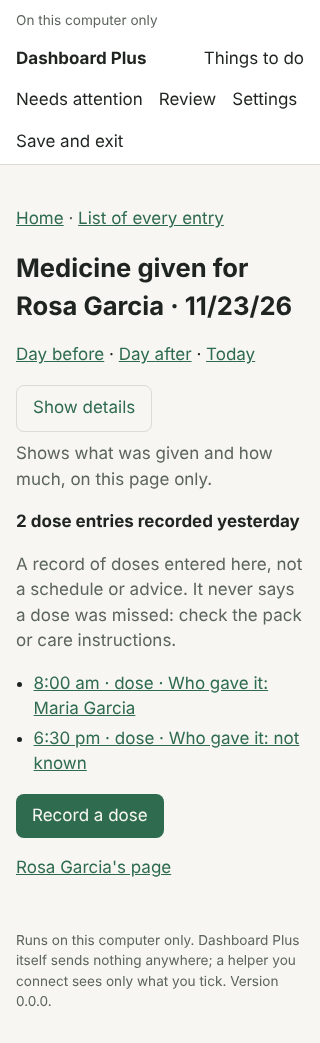 On this computer only
Dashboard Plus
Things to do
Needs attention
Review
Settings
Save and exit
Home · List of every entry
Medicine given for
Rosa Garcia · 11/23/26
Day before · Day after · Today
Show details
Shows what was given and how
much, on this page only.
2 dose entries recorded yesterday
A record of doses entered here, not
a schedule or advice. It never says
a dose was missed: check the pack
or care instructions.
8:00 am · dose · Who gave it:
Maria Garcia
6:30 pm · dose · Who gave it: not
known
Record a dose
Rosa Garcia's page
Runs on this computer only. Dashboard Plus
itself sends nothing anywhere; a helper you
connect sees only what you tick. Version
0.0.0.